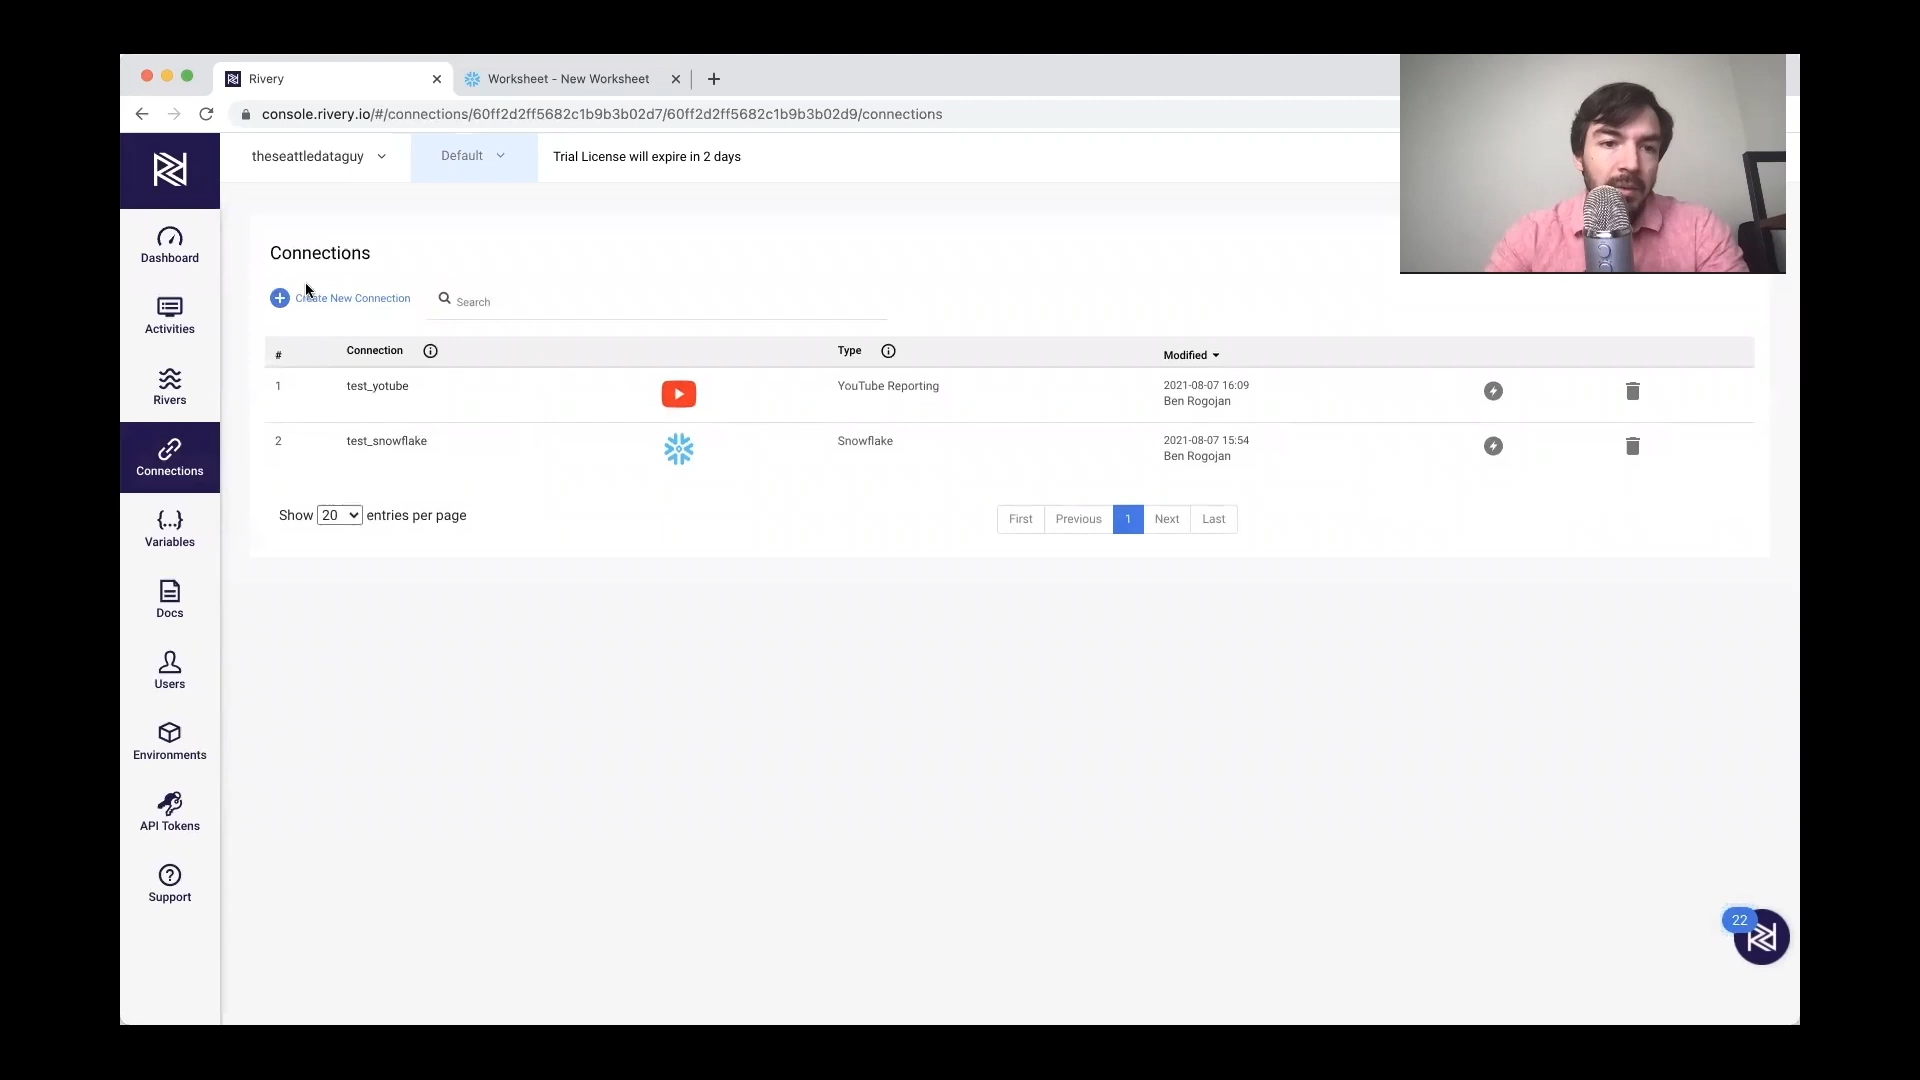 Rivery
Worksheet - New Worksheet
console.rivery.io/#/connections/60ff2d2ff5682c1b9b3b02d7/60ff2d2ff5682c1b9b3b02d9/connections
theseattledataguy
Default
Trial License will expire in 2 days
Dashboard
Activities
Rivers
Connections
Variables
Docs
Users
Environments
API Tokens
Support
Connections
Create New Connection
Search
# Connection Type Modified
1 test_yotube YouTube Reporting 2021-08-07 16:09
Ben Rogojan
2 test_snowflake Snowflake 2021-08-07 15:54
Ben Rogojan
Show 20 entries per page
First Previous 1 Next Last
22